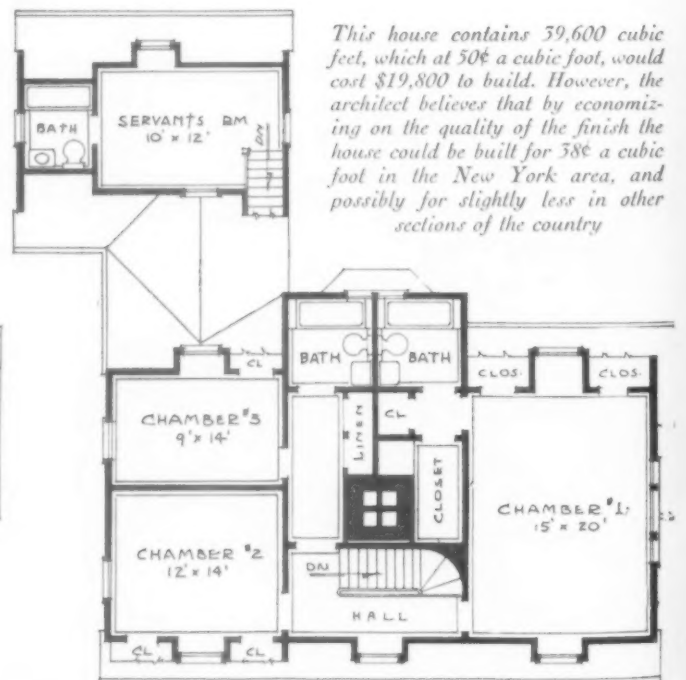 This house contains 39,600 cubic
feet, which at 50¢ a cubic foot, would
cost $19,800 to build. However, the
architect believes that by economiz-
ing on the quality of the finish the
house could be built for 38¢ a cubic
foot in the New York area, and
possibly for slightly less in other
sections of the country
BATH
SERVANTS RM
10' x 12'
DN
CL
BATH
BATH
CLOS.
CLOS.
CHAMBER #3
9' x 14'
LINEN
CL
CLOSET
CHAMBER #1
15' x 20'
CHAMBER #2
12' x 14'
DN
HALL
CL
CL